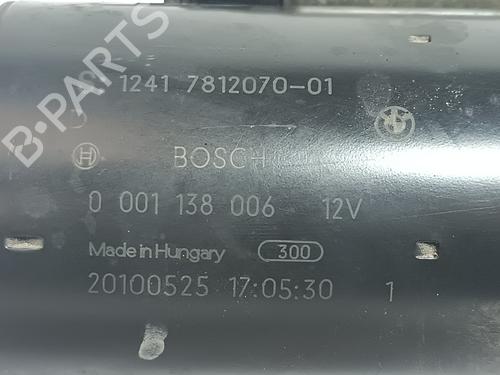 1241 7812070-01
BOSCH
0 001 138 006 12V
Made in Hungary 300
20100525 17:05:30 1
B-PARTS